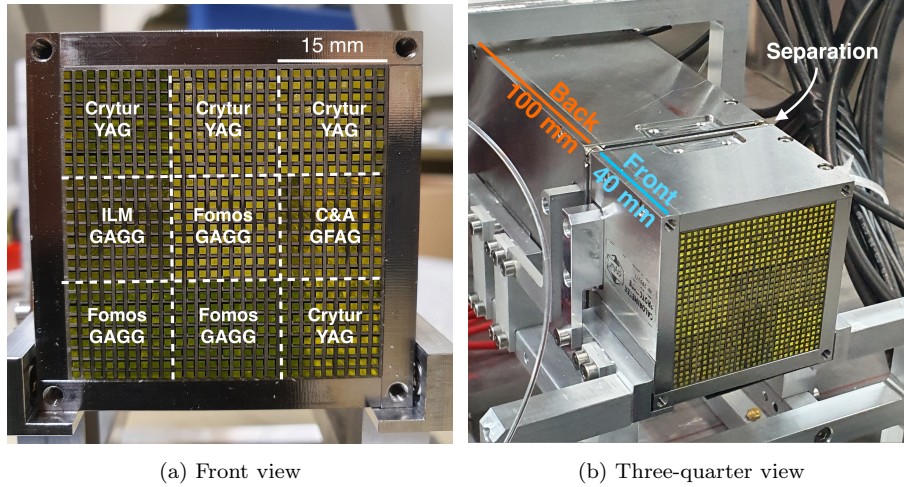 15 mm
Crytur
YAG
Crytur
YAG
Crytur
YAG
ILM
GAGG
Fomos
GAGG
C&A
GFAG
Fomos
GAGG
Fomos
GAGG
Crytur
YAG
(a) Front view
Separation
Back
100 mm
Front
40 mm
(b) Three-quarter view